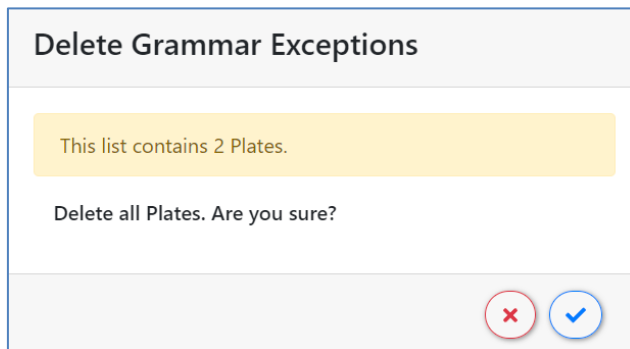 Delete Grammar Exceptions
This list contains 2 Plates.
Delete all Plates. Are you sure?